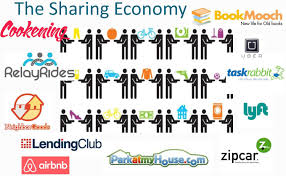 The Sharing Economy
BookMooch
New life for Old books
Cookening
UBER
RelayRides
taskrabbit
lyft
NeighborGoods
LendingClub
ParkatmyHouse.com
zipcar
airbnb